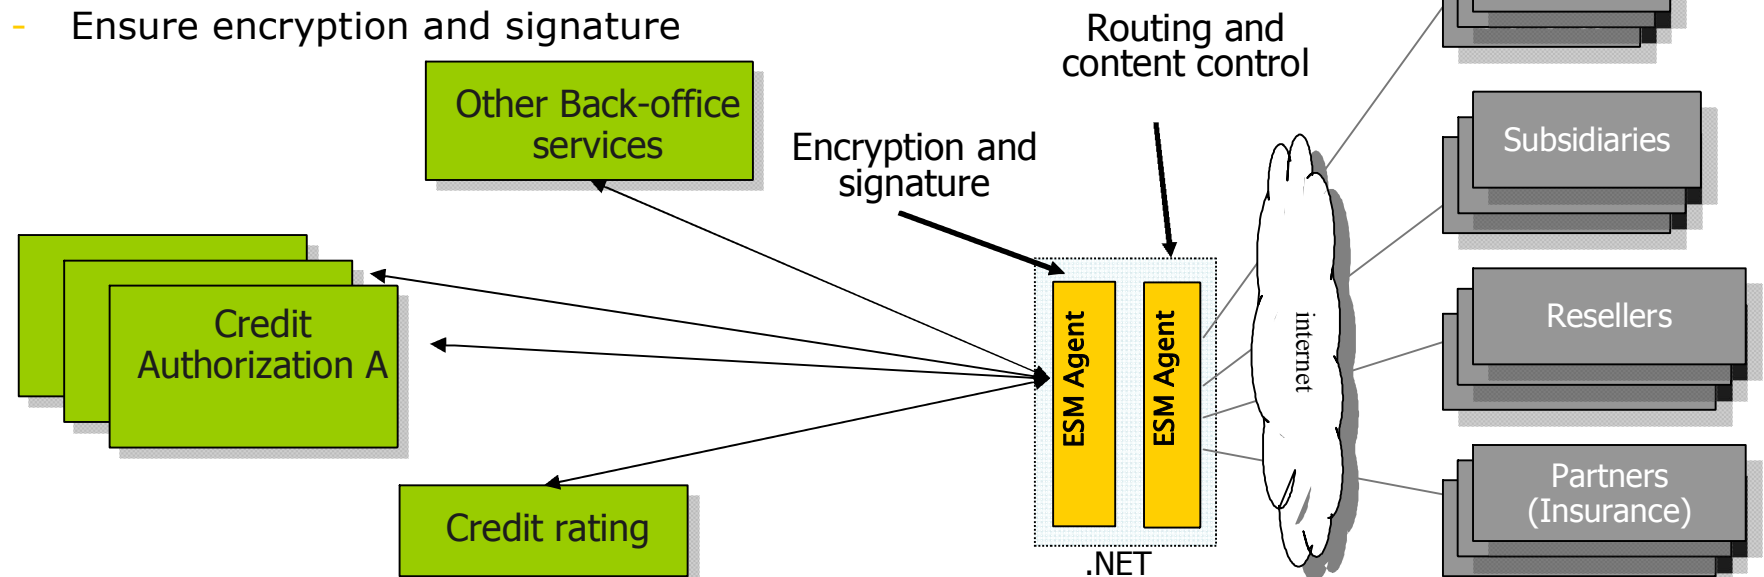 - Ensure encryption and signature
Routing and
content control
Other Back-office
services
Encryption and
signature
Subsidiaries
Credit
Authorization A
ESM Agent
ESM Agent
internet
Resellers
Credit rating
Partners
(Insurance)
.NET